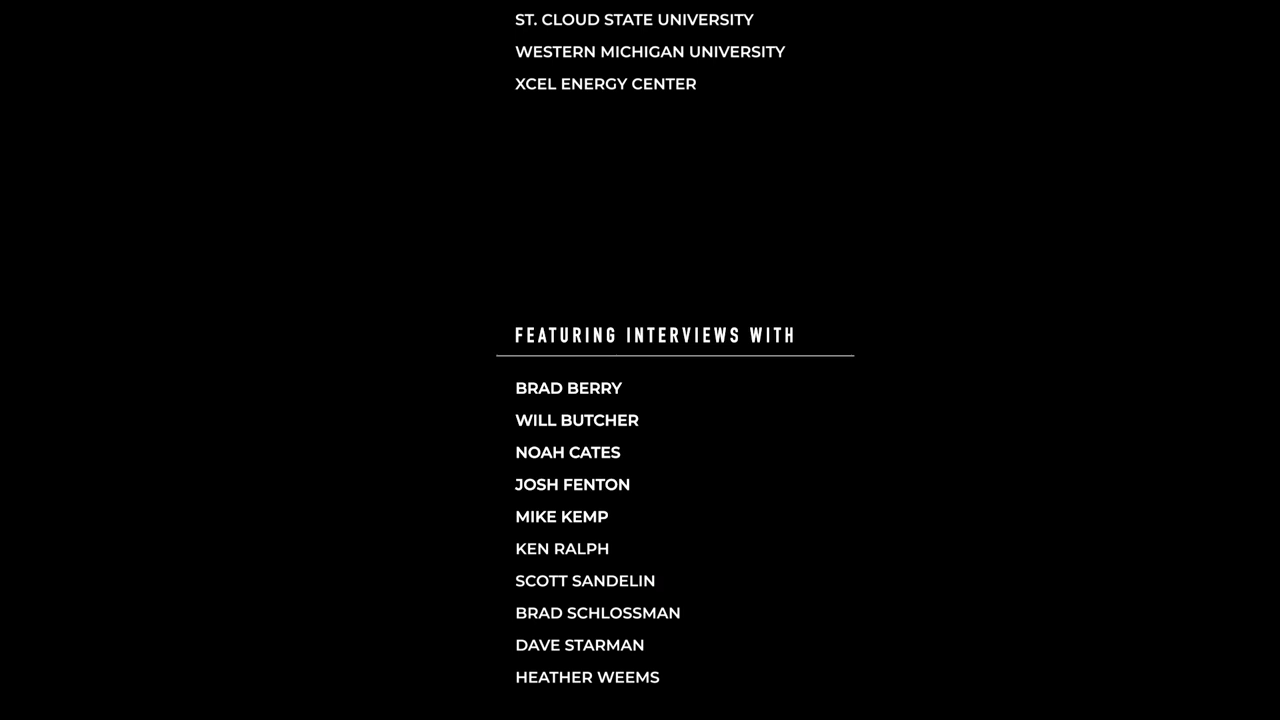 ST. CLOUD STATE UNIVERSITY
WESTERN MICHIGAN UNIVERSITY
XCEL ENERGY CENTER
FEATURING INTERVIEWS WITH
BRAD BERRY
WILL BUTCHER
NOAH CATES
JOSH FENTON
MIKE KEMP
KEN RALPH
SCOTT SANDELIN
BRAD SCHLOSSMAN
DAVE STARMAN
HEATHER WEEMS